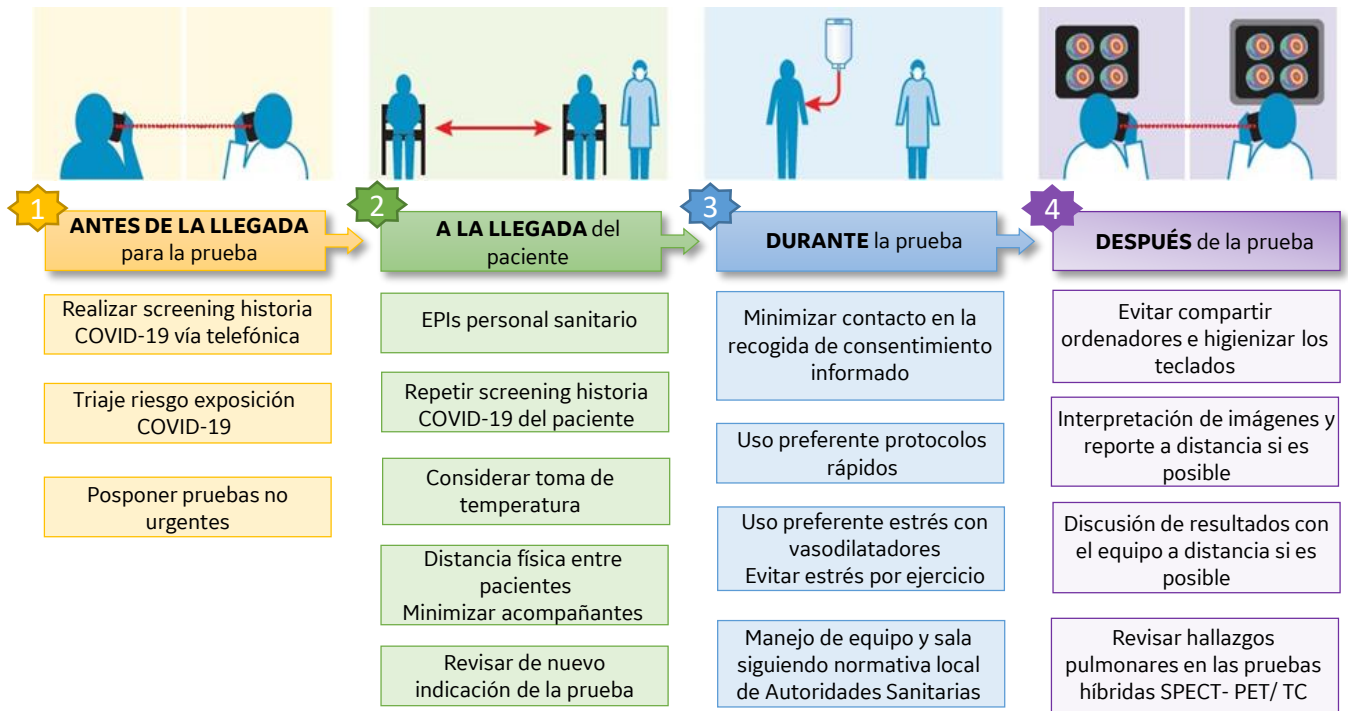 1
ANTES DE LA LLEGADA
para la prueba
Realizar screening historia
COVID-19 vía telefónica
Triaje riesgo exposición
COVID-19
Posponer pruebas no
urgentes
2
A LA LLEGADA del
paciente
EPIs personal sanitario
Repetir screening historia
COVID-19 del paciente
Considerar toma de
temperatura
Distancia física entre
pacientes
Minimizar acompañantes
Revisar de nuevo
indicación de la prueba
3
DURANTE la prueba
Minimizar contacto en la
recogida de consentimiento
informado
Uso preferente protocolos
rápidos
Uso preferente estrés con
vasodilatadores
Evitar estrés por ejercicio
Manejo de equipo y sala
siguiendo normativa local
de Autoridades Sanitarias
4
DESPUÉS de la prueba
Evitar compartir
ordenadores e higienizar los
teclados
Interpretación de imágenes y
reporte a distancia si es
posible
Discusión de resultados con
el equipo a distancia si es
posible
Revisar hallazgos
pulmonares en las pruebas
híbridas SPECT- PET/ TC